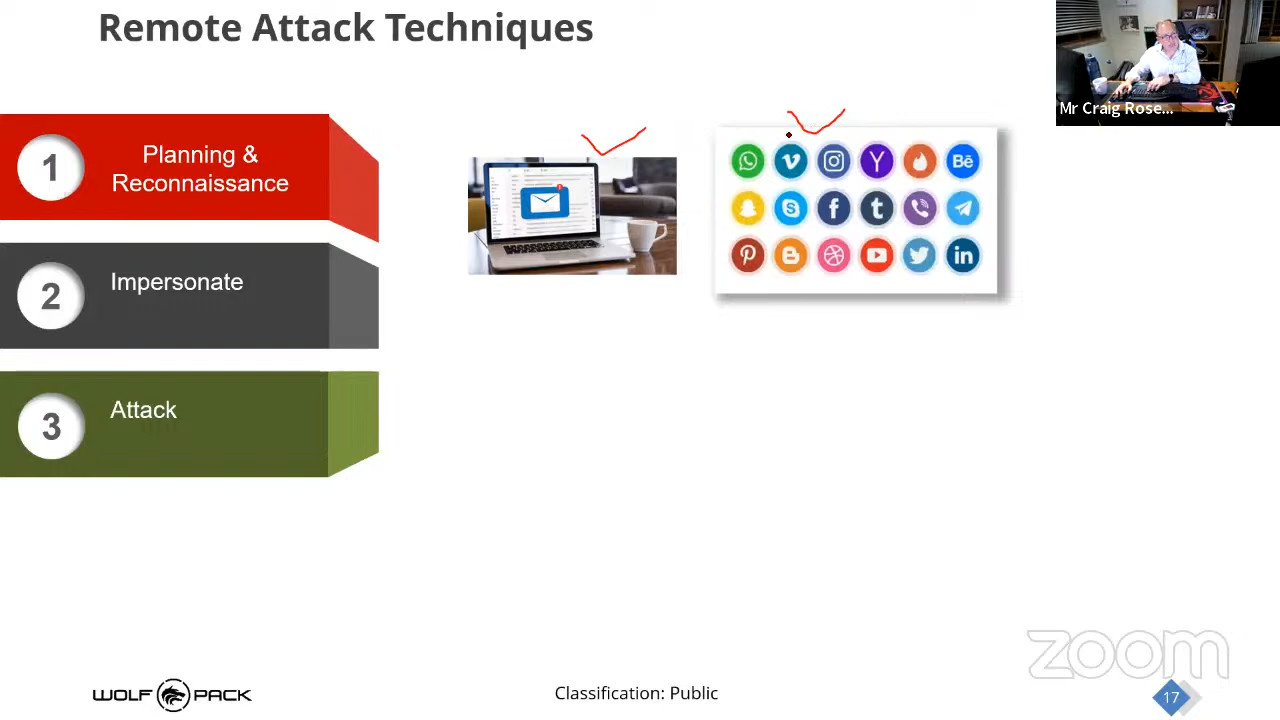 Remote Attack Techniques
Mr Craig Rose...
1
Planning &
Reconnaissance
2
Impersonate
3
Attack
Bē
zoom
WOLF PACK
Classification: Public
17